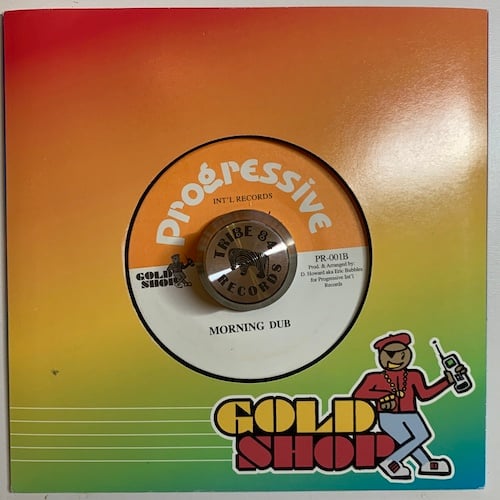 Progressive
INT'L RECORDS
TRIBE 84
RECORDS
GOLD
SHOP
PR-001B
Prod. & Arranged by:
D. Howard aka Eric Bubbles
for Progressive Int'l
Records
MORNING DUB
GOLD
SHOP